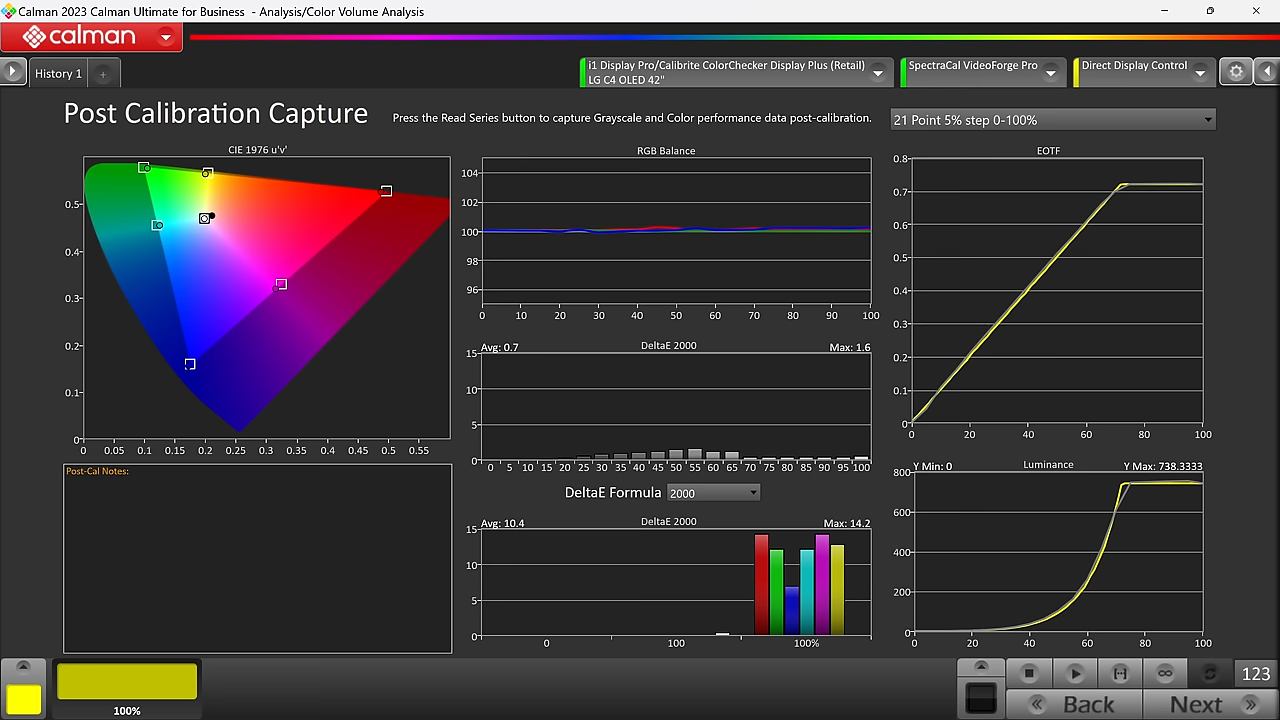 Calman 2023 Calman Ultimate for Business  - Analysis/Color Volume Analysis
calman
History 1
+
i1 Display Pro/Calibrite ColorChecker Display Plus (Retail)
LG C4 OLED 42"
SpectraCal VideoForge Pro
Direct Display Control
Post Calibration Capture
Press the Read Series button to capture Grayscale and Color performance data post-calibration.
21 Point 5% step 0-100%
CIE 1976 u'v'
0.5
0.4
0.3
0.2
0.1
0
0 0.05 0.1 0.15 0.2 0.25 0.3 0.35 0.4 0.45 0.5 0.55
Post-Cal Notes:
RGB Balance
104
102
100
98
96
0 10 20 30 40 50 60 70 80 90 100
Avg: 0.7 DeltaE 2000 Max: 1.6
15
10
5
0
0 5 10 15 20 25 30 35 40 45 50 55 60 65 70 75 80 85 90 95 100
DeltaE Formula 2000
Avg: 10.4 DeltaE 2000 Max: 14.2
15
10
5
0
0 100 100%
EOTF
0.8
0.7
0.6
0.5
0.4
0.3
0.2
0.1
0
0 20 40 60 80 100
Y Min: 0 Luminance Y Max: 738.3333
800
600
400
200
0
0 20 40 60 80 100
100%
123
Back
Next